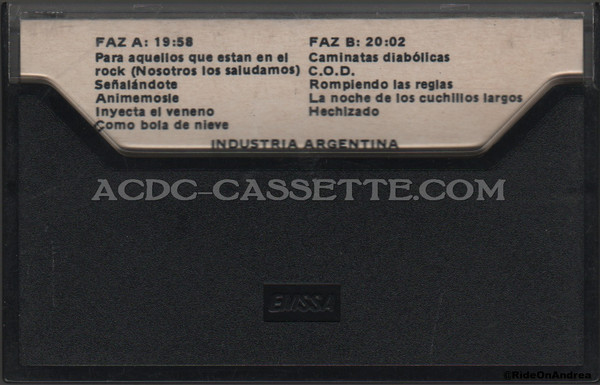 FAZ A: 19:58
Para aquellos que estan en el
rock (Nosotros los saludamos)
Señalándote
Animemosle
Inyecta el veneno
Como bola de nieve
FAZ B: 20:02
Caminatas diabólicas
C.O.D.
Rompiendo las reglas
La noche de los cuchillos largos
Hechizado
INDUSTRIA ARGENTINA
ACDC-CASSETTE.COM
EMSSA
©RideOnAndrea